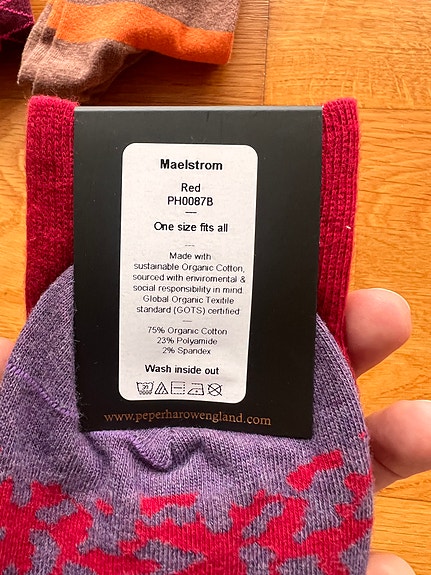 Maelstrom
Red
PH0087B
One size fits all
Made with
sustainable Organic Cotton,
sourced with enviromental &
social responsibility in mind.
Global Organic Texitile
standard (GOTS) certified
75% Organic Cotton
23% Polyamide
2% Spandex
Wash inside out
www.peperharowengland.com